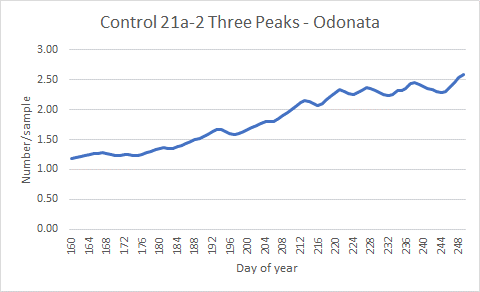 Control 21a-2 Three Peaks - Odonata
3.00
2.50
2.00
1.50
1.00
0.50
0.00
Number/sample
160 164 168 172 176 180 184 188 192 196 200 204 208 212 216 220 224 228 232 236 240 244 248
Day of year